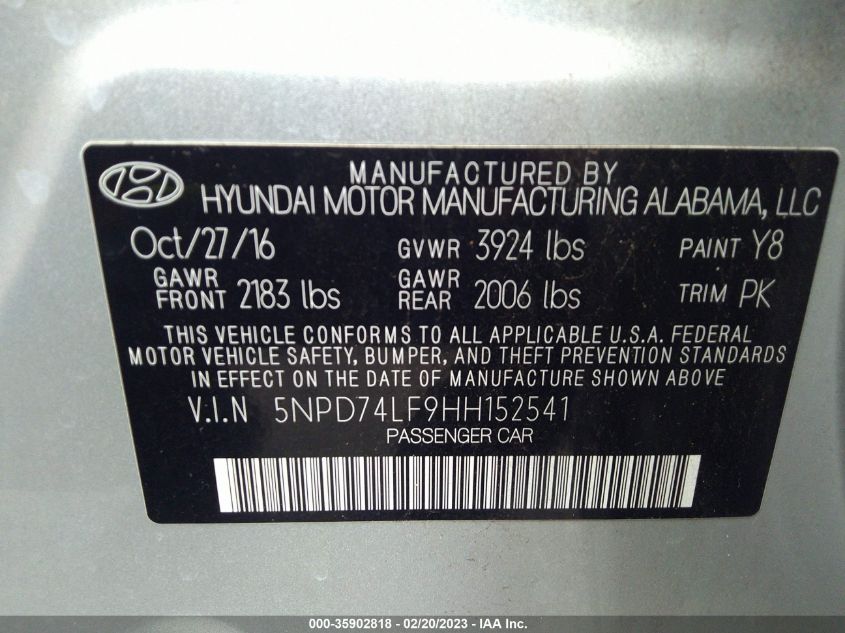 MANUFACTURED BY
HYUNDAI MOTOR MANUFACTURING ALABAMA, LLC
Oct/27/16 GVWR 3924 lbs PAINT Y8
GAWR FRONT 2183 lbs GAWR REAR 2006 lbs TRIM PK
THIS VEHICLE CONFORMS TO ALL APPLICABLE U.S.A. FEDERAL
MOTOR VEHICLE SAFETY, BUMPER, AND THEFT PREVENTION STANDARDS
IN EFFECT ON THE DATE OF MANUFACTURE SHOWN ABOVE
V.I.N 5NPD74LF9HH152541
PASSENGER CAR
000-35902818 - 02/20/2023 - IAA Inc.